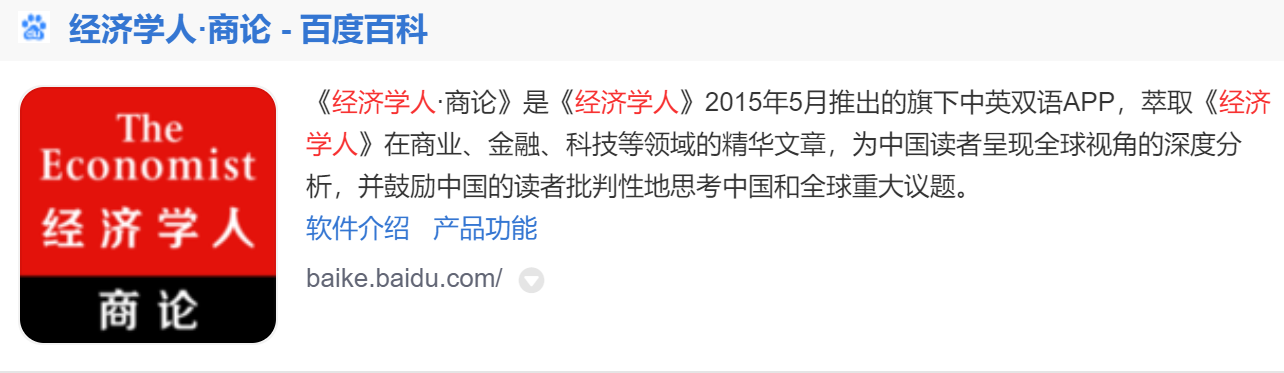 经济学人·商论 - 百度百科
The
Economist
经济学人
商论
《经济学人·商论》是《经济学人》2015年5月推出的旗下中英双语APP，萃取《经济
学人》在商业、金融、科技等领域的精华文章，为中国读者呈现全球视角的深度分
析，并鼓励中国的读者批判性地思考中国和全球重大议题。
软件介绍 产品功能
baike.baidu.com/